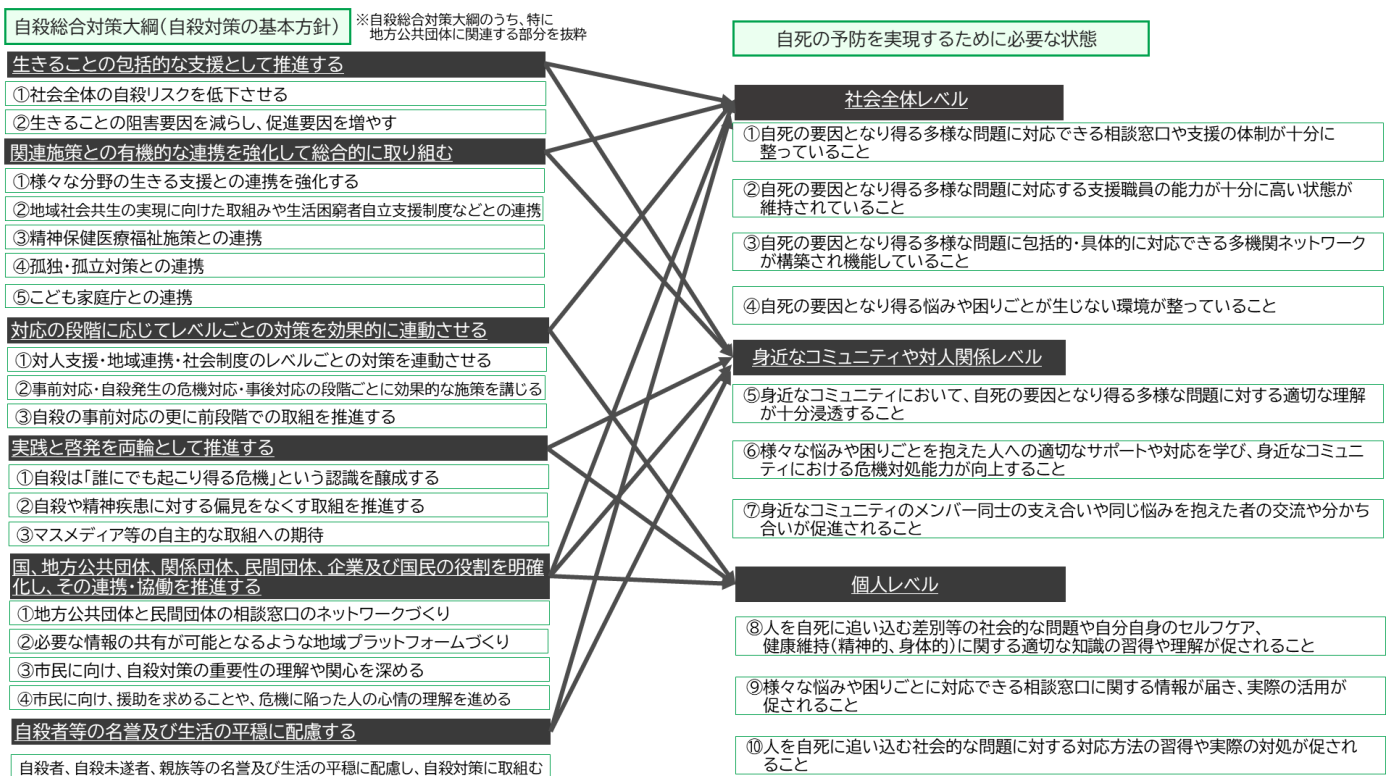 自殺総合対策大綱(自殺対策の基本方針)
※自殺総合対策大綱のうち、特に
地方公共団体に関連する部分を抜粋
生きることの包括的な支援として推進する
①社会全体の自殺リスクを低下させる
②生きることの阻害要因を減らし、促進要因を増やす
関連施策との有機的な連携を強化して総合的に取り組む
①様々な分野の生きる支援との連携を強化する
②地域社会共生の実現に向けた取組みや生活困窮者自立支援制度などとの連携
③精神保健医療福祉施策との連携
④孤独・孤立対策との連携
⑤こども家庭庁との連携
対応の段階に応じてレベルごとの対策を効果的に連動させる
①対人支援・地域連携・社会制度のレベルごとの対策を連動させる
②事前対応・自殺発生の危機対応・事後対応の段階ごとに効果的な施策を講じる
③自殺の事前対応の更に前段階での取組を推進する
実践と啓発を両輪として推進する
①自殺は「誰にでも起こり得る危機」という認識を醸成する
②自殺や精神疾患に対する偏見をなくす取組を推進する
③マスメディア等の自主的な取組への期待
国、地方公共団体、関係団体、民間団体、企業及び国民の役割を明確
化し、その連携・協働を推進する
①地方公共団体と民間団体の相談窓口のネットワークづくり
②必要な情報の共有が可能となるような地域プラットフォームづくり
③市民に向け、自殺対策の重要性の理解や関心を深める
④市民に向け、援助を求めることや、危機に陥った人の心情の理解を進める
自殺者等の名誉及び生活の平穏に配慮する
自殺者、自殺未遂者、親族等の名誉及び生活の平穏に配慮し、自殺対策に取組む
自死の予防を実現するために必要な状態
社会全体レベル
①自死の要因となり得る多様な問題に対応できる相談窓口や支援の体制が十分に
整っていること
②自死の要因となり得る多様な問題に対応する支援職員の能力が十分に高い状態が
維持されていること
③自死の要因となり得る多様な問題に包括的・具体的に対応できる多機関ネットワーク
が構築され機能していること
④自死の要因となり得る悩みや困りごとが生じない環境が整っていること
身近なコミュニティや対人関係レベル
⑤身近なコミュニティにおいて、自死の要因となり得る多様な問題に対する適切な理解
が十分浸透すること
⑥様々な悩みや困りごとを抱えた人への適切なサポートや対応を学び、身近なコミュニ
ティにおける危機対処能力が向上すること
⑦身近なコミュニティのメンバー同士の支え合いや同じ悩みを抱えた者の交流や分かち
合いが促進されること
個人レベル
⑧人を自死に追い込む差別等の社会的な問題や自分自身のセルフケア、
健康維持(精神的、身体的)に関する適切な知識の習得や理解が促されること
⑨様々な悩みや困りごとに対応できる相談窓口に関する情報が届き、実際の活用が
促されること
⑩人を自死に追い込む社会的な問題に対する対応方法の習得や実際の対処が促され
ること